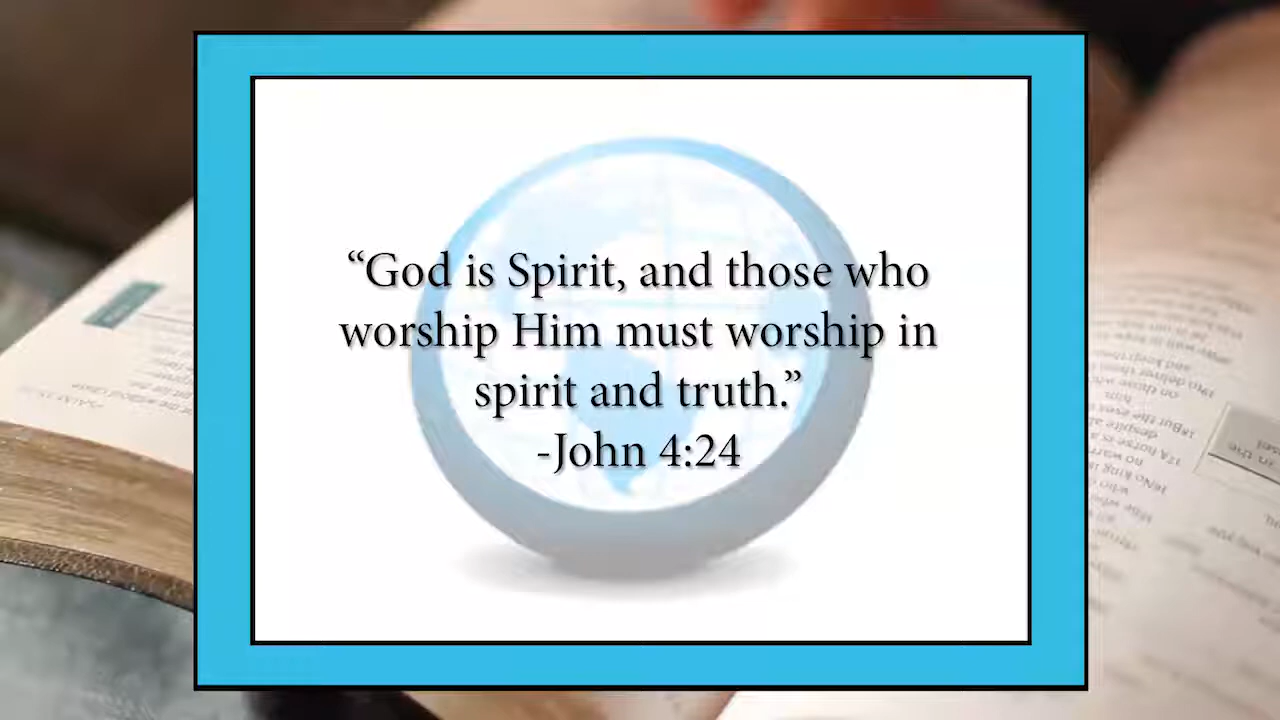 “God is Spirit, and those who
worship Him must worship in
spirit and truth.”
-John 4:24